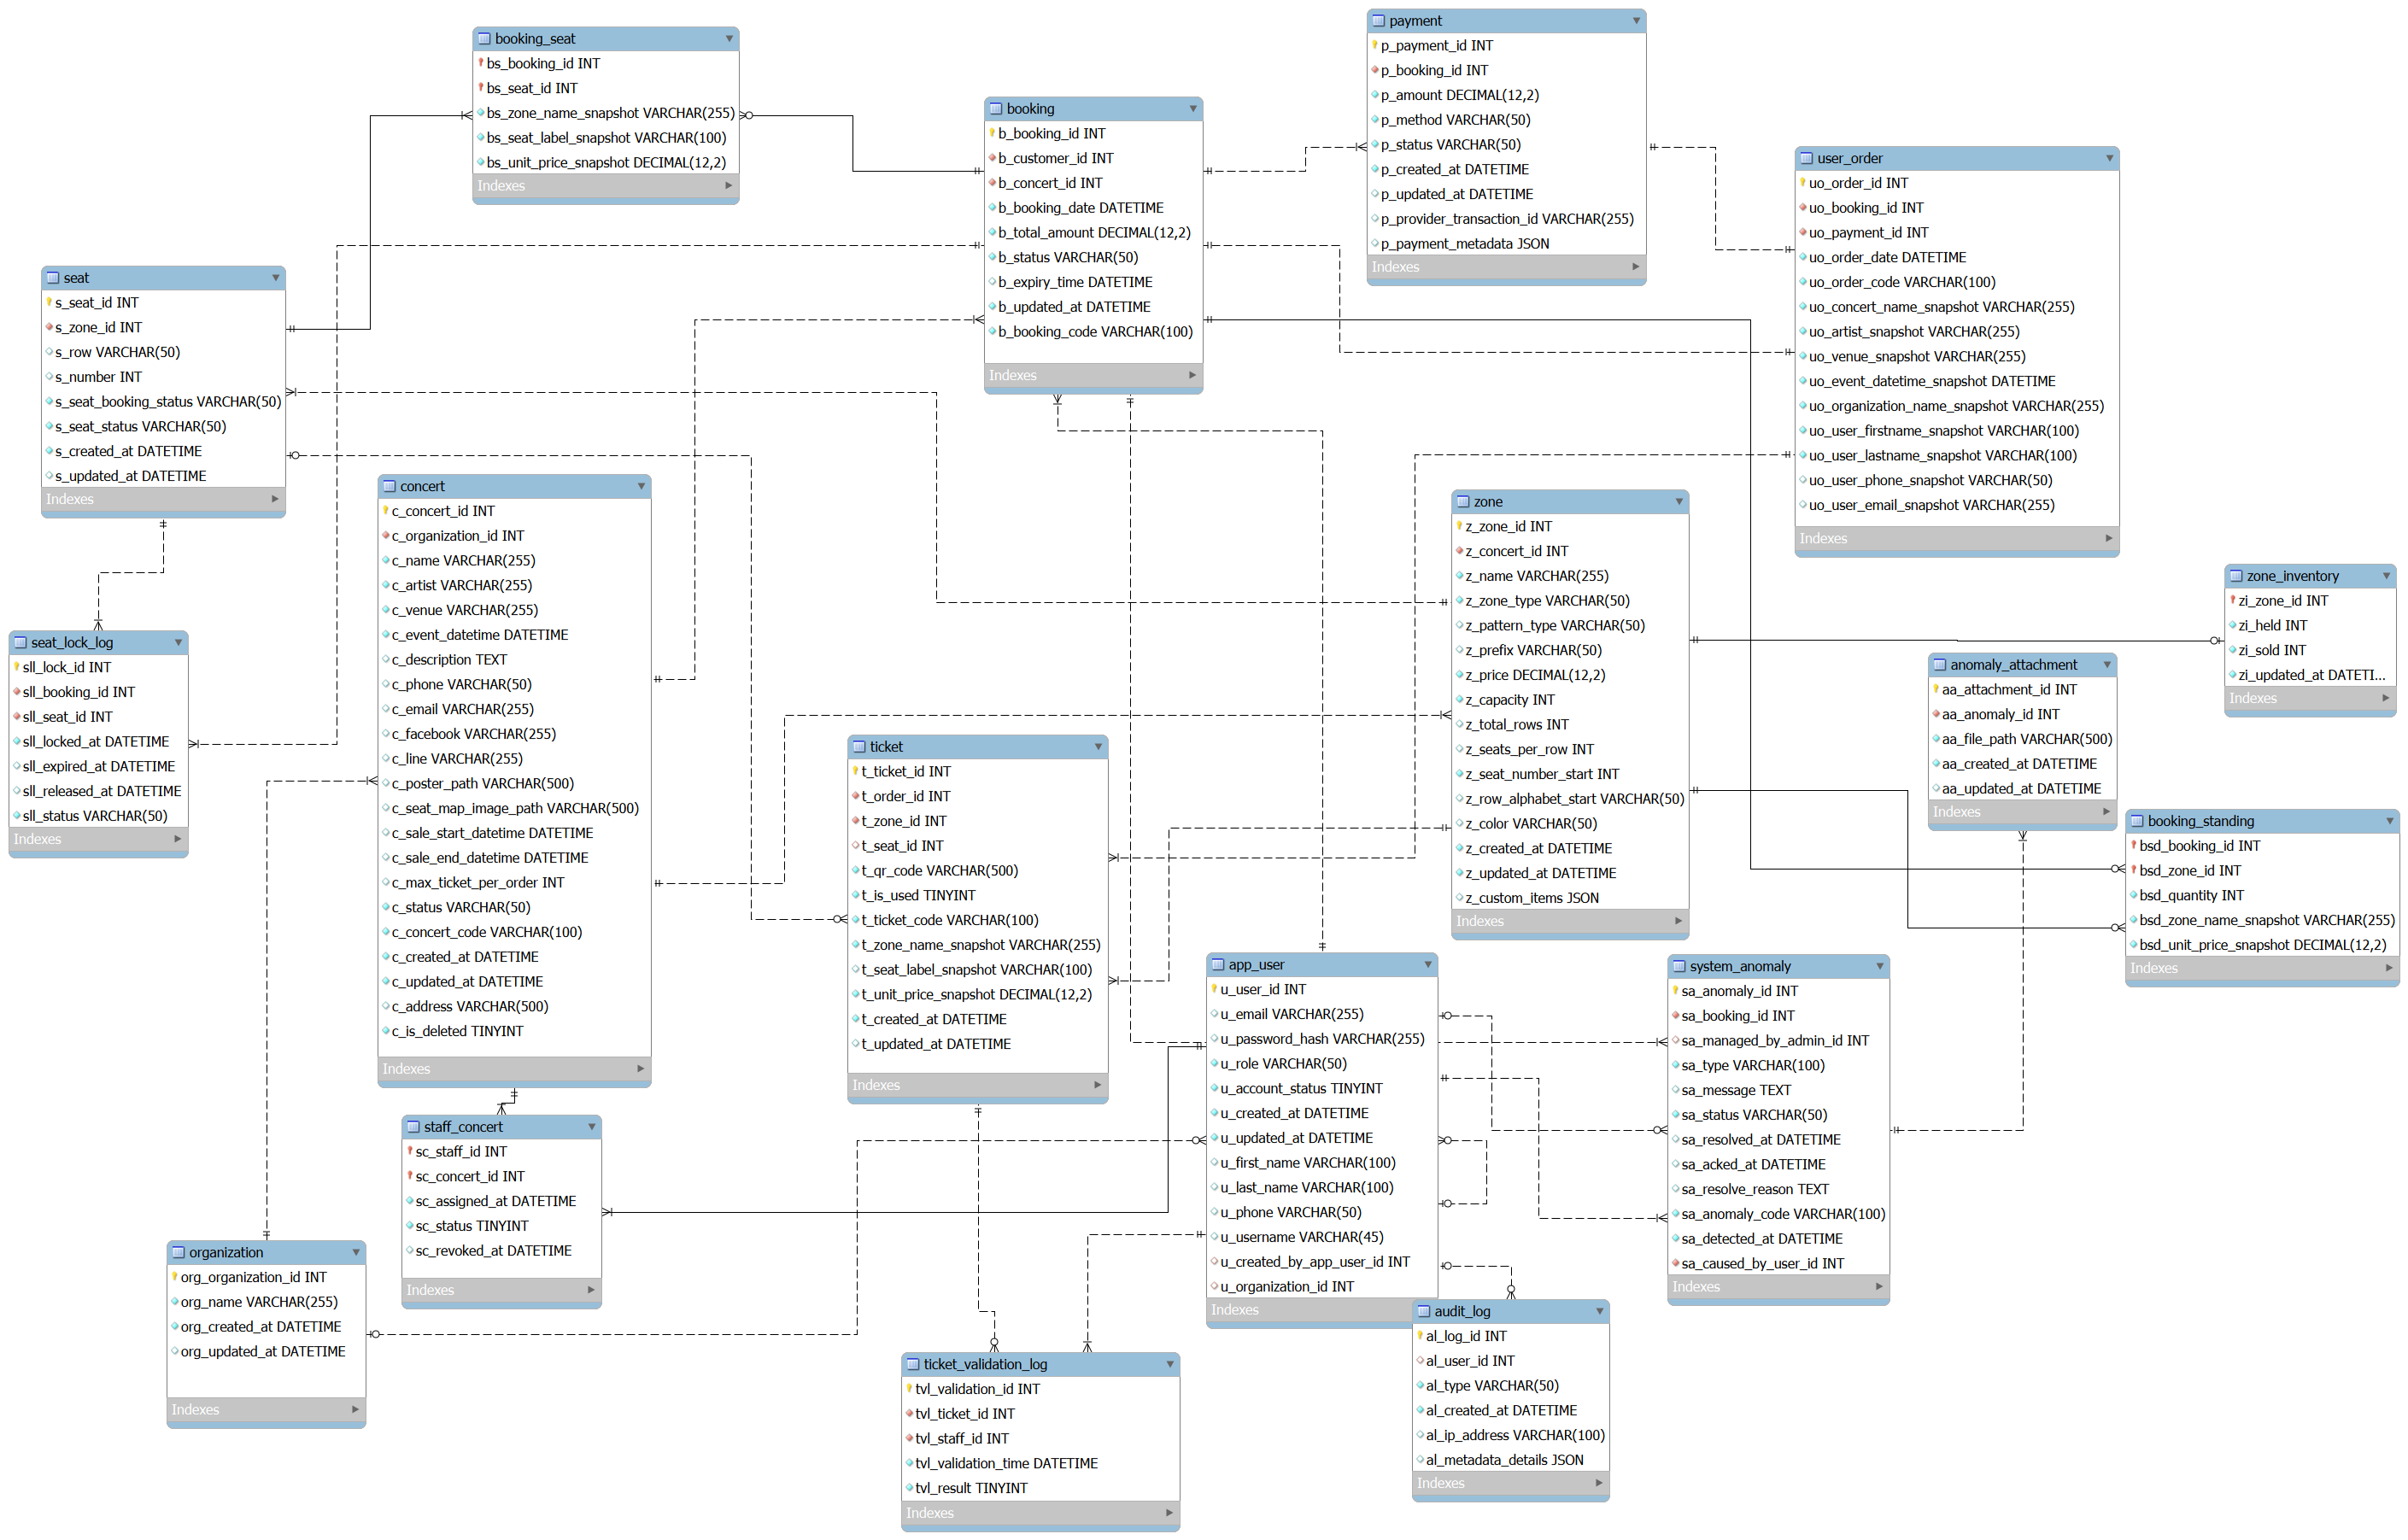 booking_seat
bs_booking_id INT
bs_seat_id INT
bs_zone_name_snapshot VARCHAR(255)
bs_seat_label_snapshot VARCHAR(100)
bs_unit_price_snapshot DECIMAL(12,2)
Indexes
booking
b_booking_id INT
b_customer_id INT
b_concert_id INT
b_booking_date DATETIME
b_total_amount DECIMAL(12,2)
b_status VARCHAR(50)
b_expiry_time DATETIME
b_updated_at DATETIME
b_booking_code VARCHAR(100)
Indexes
payment
p_payment_id INT
p_booking_id INT
p_amount DECIMAL(12,2)
p_method VARCHAR(50)
p_status VARCHAR(50)
p_created_at DATETIME
p_updated_at DATETIME
p_provider_transaction_id VARCHAR(255)
p_payment_metadata JSON
Indexes
user_order
uo_order_id INT
uo_booking_id INT
uo_payment_id INT
uo_order_date DATETIME
uo_order_code VARCHAR(100)
uo_concert_name_snapshot VARCHAR(255)
uo_artist_snapshot VARCHAR(255)
uo_venue_snapshot VARCHAR(255)
uo_event_datetime_snapshot DATETIME
uo_organization_name_snapshot VARCHAR(255)
uo_user_firstname_snapshot VARCHAR(100)
uo_user_lastname_snapshot VARCHAR(100)
uo_user_phone_snapshot VARCHAR(50)
uo_user_email_snapshot VARCHAR(255)
Indexes
seat
s_seat_id INT
s_zone_id INT
s_row VARCHAR(50)
s_number INT
s_seat_booking_status VARCHAR(50)
s_seat_status VARCHAR(50)
s_created_at DATETIME
s_updated_at DATETIME
Indexes
concert
c_concert_id INT
c_organization_id INT
c_name VARCHAR(255)
c_artist VARCHAR(255)
c_venue VARCHAR(255)
c_event_datetime DATETIME
c_description TEXT
c_phone VARCHAR(50)
c_email VARCHAR(255)
c_facebook VARCHAR(255)
c_line VARCHAR(255)
c_poster_path VARCHAR(500)
c_seat_map_image_path VARCHAR(500)
c_sale_start_datetime DATETIME
c_sale_end_datetime DATETIME
c_max_ticket_per_order INT
c_status VARCHAR(50)
c_concert_code VARCHAR(100)
c_created_at DATETIME
c_updated_at DATETIME
c_address VARCHAR(500)
c_is_deleted TINYINT
Indexes
zone
z_zone_id INT
z_concert_id INT
z_name VARCHAR(255)
z_zone_type VARCHAR(50)
z_pattern_type VARCHAR(50)
z_prefix VARCHAR(50)
z_price DECIMAL(12,2)
z_capacity INT
z_total_rows INT
z_seats_per_row INT
z_seat_number_start INT
z_row_alphabet_start VARCHAR(50)
z_color VARCHAR(50)
z_created_at DATETIME
z_updated_at DATETIME
z_custom_items JSON
Indexes
zone_inventory
zi_zone_id INT
zi_held INT
zi_sold INT
zi_updated_at DATETI...
Indexes
seat_lock_log
sll_lock_id INT
sll_booking_id INT
sll_seat_id INT
sll_locked_at DATETIME
sll_expired_at DATETIME
sll_released_at DATETIME
sll_status VARCHAR(50)
Indexes
anomaly_attachment
aa_attachment_id INT
aa_anomaly_id INT
aa_file_path VARCHAR(500)
aa_created_at DATETIME
aa_updated_at DATETIME
Indexes
ticket
t_ticket_id INT
t_order_id INT
t_zone_id INT
t_seat_id INT
t_qr_code VARCHAR(500)
t_is_used TINYINT
t_ticket_code VARCHAR(100)
t_zone_name_snapshot VARCHAR(255)
t_seat_label_snapshot VARCHAR(100)
t_unit_price_snapshot DECIMAL(12,2)
t_created_at DATETIME
t_updated_at DATETIME
Indexes
booking_standing
bsd_booking_id INT
bsd_zone_id INT
bsd_quantity INT
bsd_zone_name_snapshot VARCHAR(255)
bsd_unit_price_snapshot DECIMAL(12,2)
Indexes
app_user
u_user_id INT
u_email VARCHAR(255)
u_password_hash VARCHAR(255)
u_role VARCHAR(50)
u_account_status TINYINT
u_created_at DATETIME
u_updated_at DATETIME
u_first_name VARCHAR(100)
u_last_name VARCHAR(100)
u_phone VARCHAR(50)
u_username VARCHAR(45)
u_created_by_app_user_id INT
u_organization_id INT
Indexes
system_anomaly
sa_anomaly_id INT
sa_booking_id INT
sa_managed_by_admin_id INT
sa_type VARCHAR(100)
sa_message TEXT
sa_status VARCHAR(50)
sa_resolved_at DATETIME
sa_acked_at DATETIME
sa_resolve_reason TEXT
sa_anomaly_code VARCHAR(100)
sa_detected_at DATETIME
sa_caused_by_user_id INT
Indexes
staff_concert
sc_staff_id INT
sc_concert_id INT
sc_assigned_at DATETIME
sc_status TINYINT
sc_revoked_at DATETIME
Indexes
organization
org_organization_id INT
org_name VARCHAR(255)
org_created_at DATETIME
org_updated_at DATETIME
Indexes
audit_log
al_log_id INT
al_user_id INT
al_type VARCHAR(50)
al_created_at DATETIME
al_ip_address VARCHAR(100)
al_metadata_details JSON
Indexes
ticket_validation_log
tvl_validation_id INT
tvl_ticket_id INT
tvl_staff_id INT
tvl_validation_time DATETIME
tvl_result TINYINT
Indexes